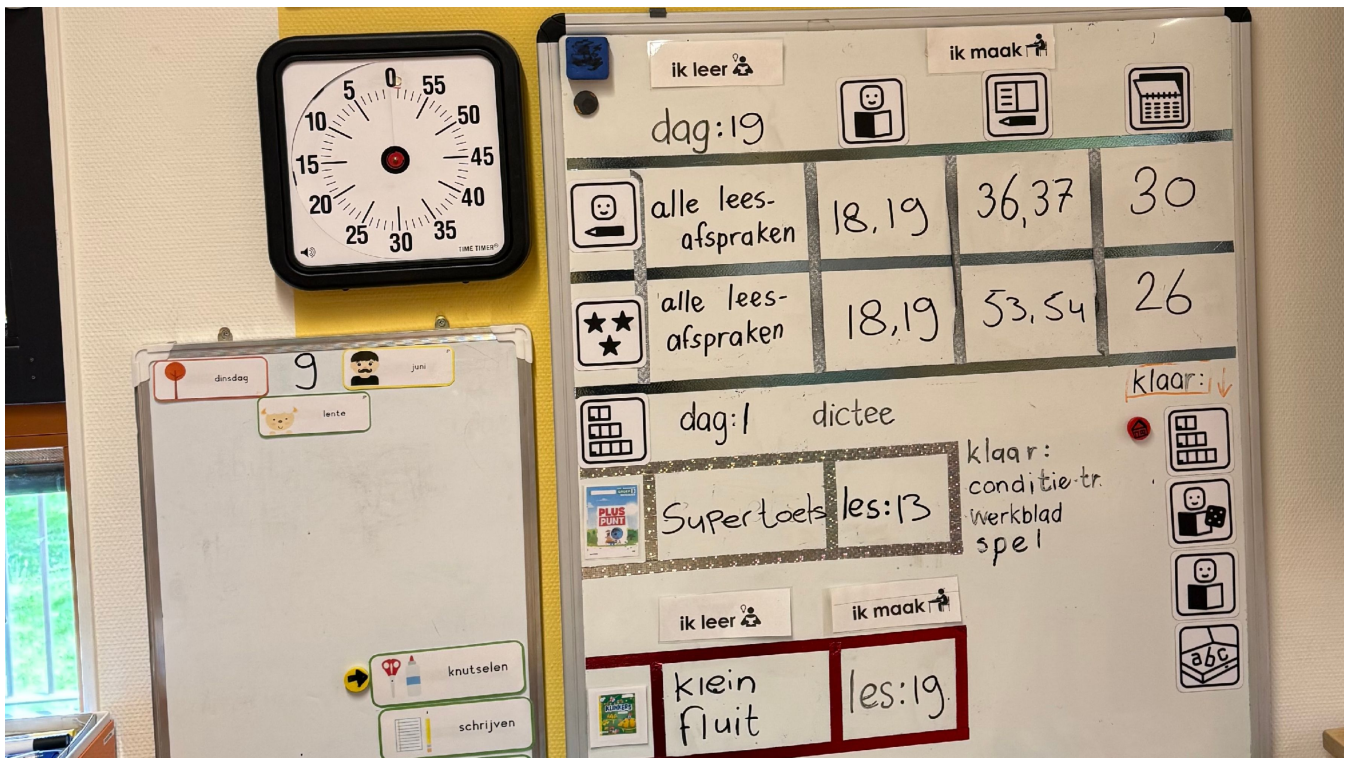 0
55
50
45
40
35
30
25
20
15
10
5
TIME TIMER®
dinsdag 9 juni
lente
knutselen
schrijven
ik leer ik maak
dag:19
alle lees-
afspraken
18,19
36,37
30
alle lees-
afspraken
18,19
53,54
26
klaar:
dag:1 dictee
PLUS
PUNT
Supertoets
les:13
klaar:
conditie-tr.
werkblad
spel
abc
ik leer ik maak
KLINKERS
klein
fluit
les:19